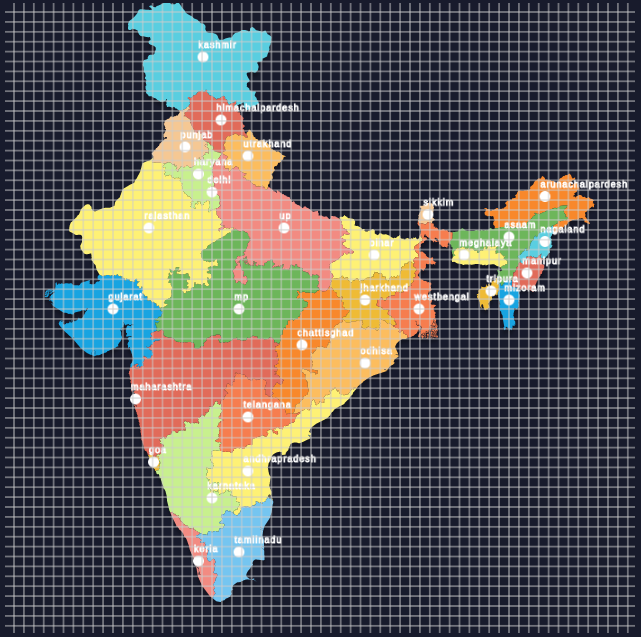 kashmir
himachalpardesh
punjab
utrakhand
haryana
delhi
arunachalpardesh
sikkim
rajasthan
up
assam
nagaland
bihar
meghalaya
manipur
tripura
mizoram
jharkhand
gujarat
mp
westbengal
chattisghad
odhisa
maharashtra
telangana
goa
andhrapradesh
karnataka
tamilnadu
kerla